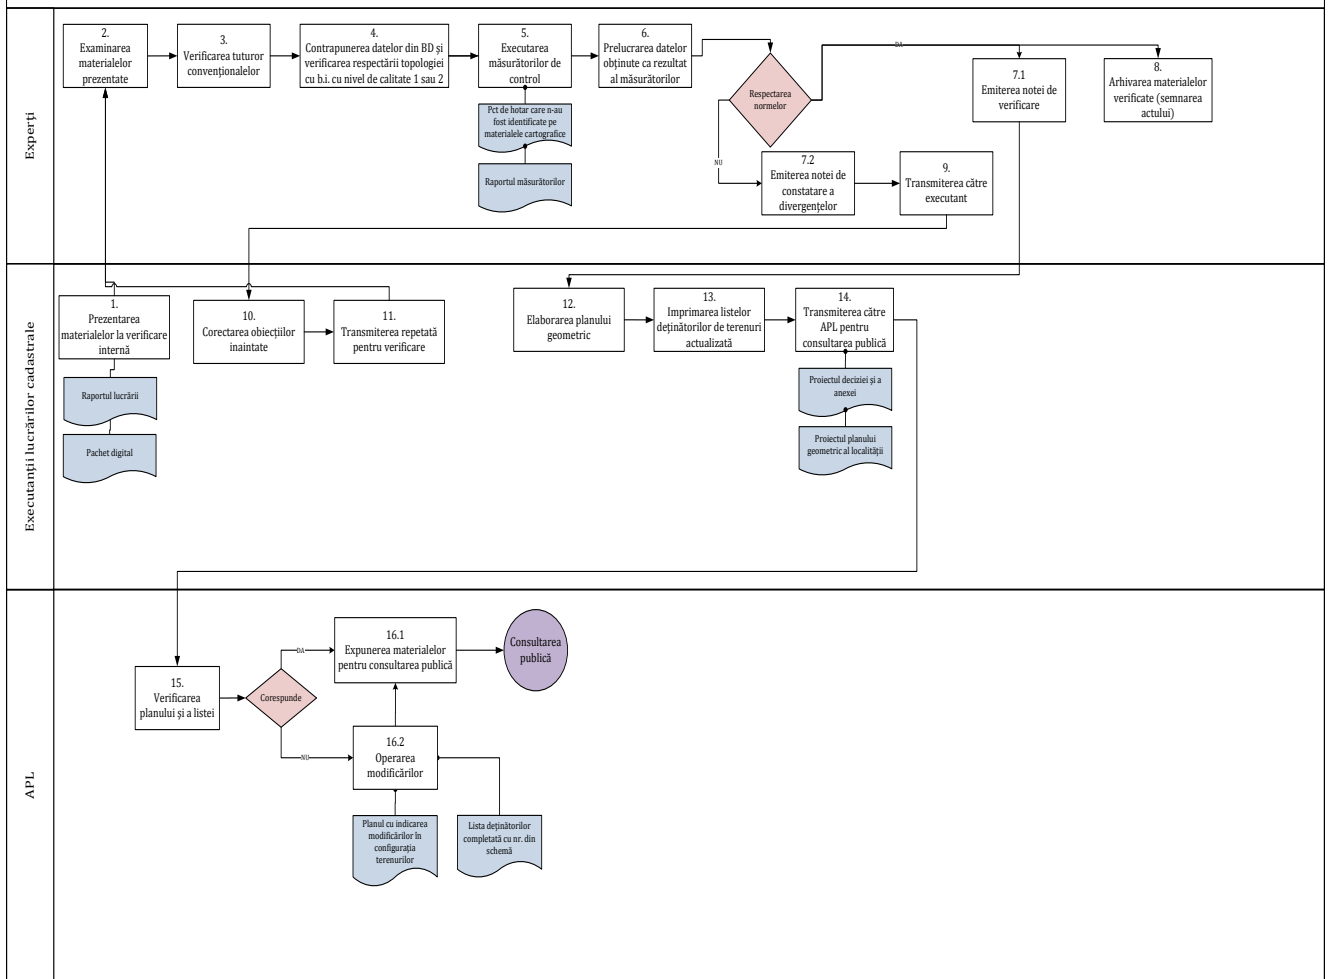 Experți
2.
Examinarea
materialelor
prezentate
3.
Verificarea tuturor
convenționalelor
4.
Contrapunerea datelor din BD și
verificarea respectării topologiei
cu b.i. cu nivel de calitate 1 sau 2
5.
Executarea
măsurătorilor de
control
6.
Prelucrarea datelor
obținute ca rezultat
al măsurătorilor
Pct de hotar care n-au
fost identificate pe
materialele cartografice
Raportul măsurătorilor
Respectarea
normelor
DA
NU
7.1
Emiterea notei de
verificare
8.
Arhivarea materialelor
verificate (semnarea
actului)
7.2
Emiterea notei de
constatare a
divergențelor
9.
Transmiterea către
executant
Executanții lucrărilor cadastrale
1.
Prezentarea
materialelor la verificare
internă
Raportul lucrării
Pachet digital
10.
Corectarea obiecțiilor
inaintate
11.
Transmiterea repetată
pentru verificare
12.
Elaborarea planului
geometric
13.
Imprimarea listelor
deținătorilor de terenuri
actualizată
14.
Transmiterea către
APL pentru
consultarea publică
Proiectul deciziei și a
anexei
Proiectul planului
geometric al localității
APL
15.
Verificarea
planului și a listei
Corespunde
DA
NU
16.1
Expunerea materialelor
pentru consultarea publică
Consultarea
publică
16.2
Operarea
modificărilor
Planul cu indicarea
modificărilor în
configurația
terenurilor
Lista deținătorilor
completată cu nr. din
schemă